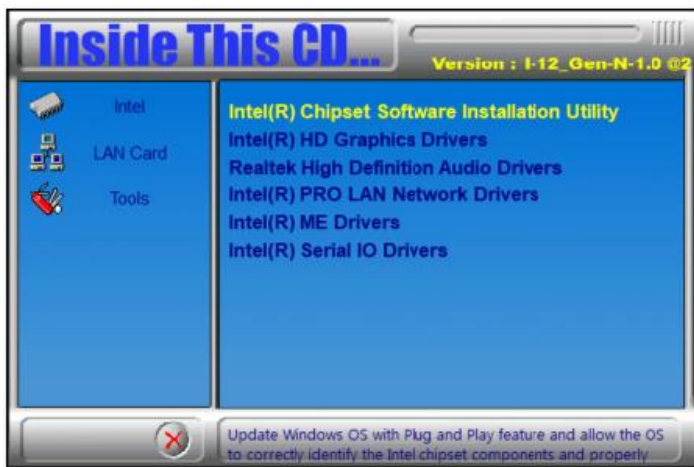 Inside This CD...
Version : I-12_Gen-N-1.0 @2
Intel
LAN Card
Tools
Intel(R) Chipset Software Installation Utility
Intel(R) HD Graphics Drivers
Realtek High Definition Audio Drivers
Intel(R) PRO LAN Network Drivers
Intel(R) ME Drivers
Intel(R) Serial IO Drivers
Update Windows OS with Plug and Play feature and allow the OS
to correctly identify the Intel chipset components and properly